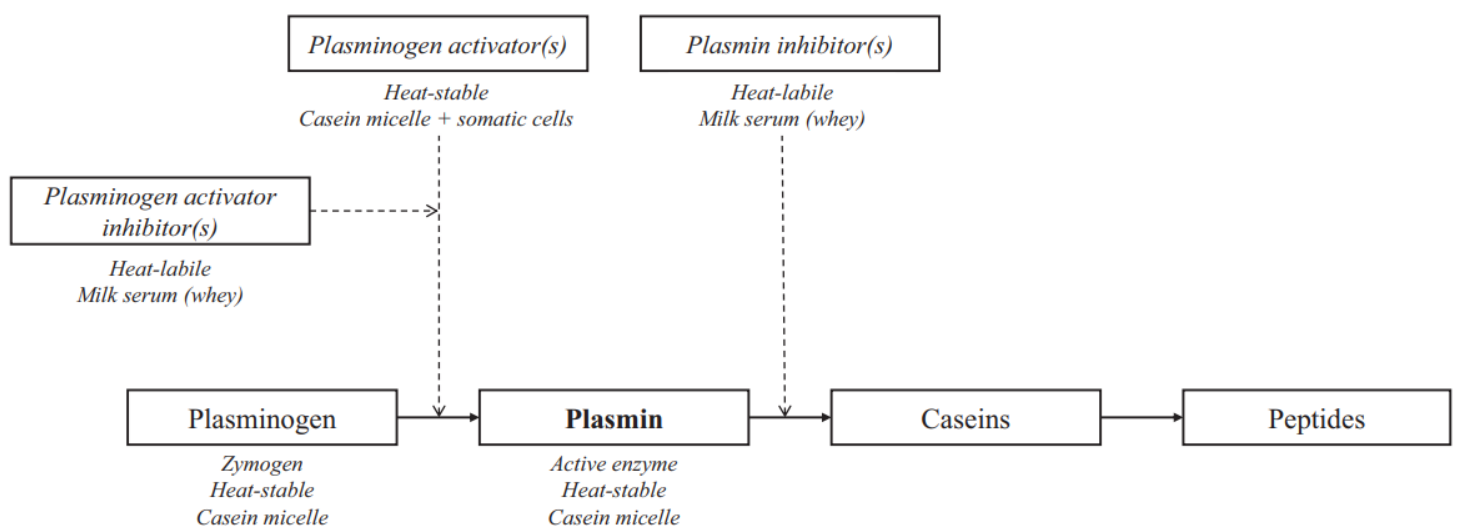 Plasminogen activator(s)
Heat-stable
Casein micelle + somatic cells
Plasmin inhibitor(s)
Heat-labile
Milk serum (whey)
Plasminogen activator
inhibitor(s)
Heat-labile
Milk serum (whey)
Plasminogen
Zymogen
Heat-stable
Casein micelle
Plasmin
Active enzyme
Heat-stable
Casein micelle
Caseins
Peptides